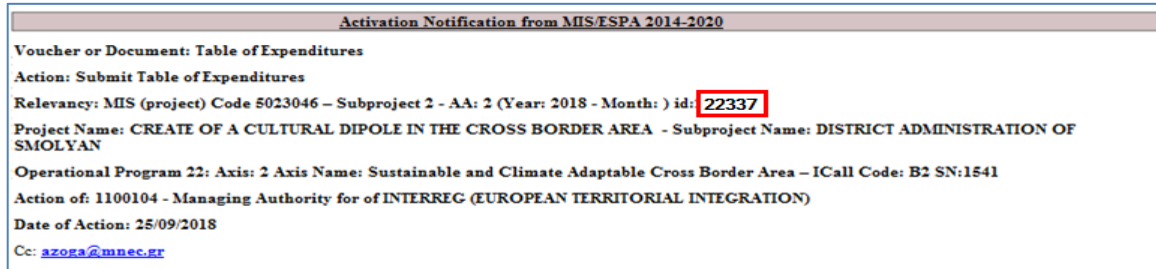 Activation Notification from MIS/ESPA 2014-2020
Voucher or Document: Table of Expenditures
Action: Submit Table of Expenditures
Relevancy: MIS (project) Code 5023046 – Subproject 2 - AA: 2 (Year: 2018 - Month: ) id: 22337
Project Name: CREATE OF A CULTURAL DIPOLE IN THE CROSS BORDER AREA - Subproject Name: DISTRICT ADMINISTRATION OF
SMOLYAN
Operational Program 22: Axis: 2 Axis Name: Sustainable and Climate Adaptable Cross Border Area – ICall Code: B2 SN:1541
Action of: 1100104 - Managing Authority for of INTERREG (EUROPEAN TERRITORIAL INTEGRATION)
Date of Action: 25/09/2018
Cc: azoga@mnec.gr